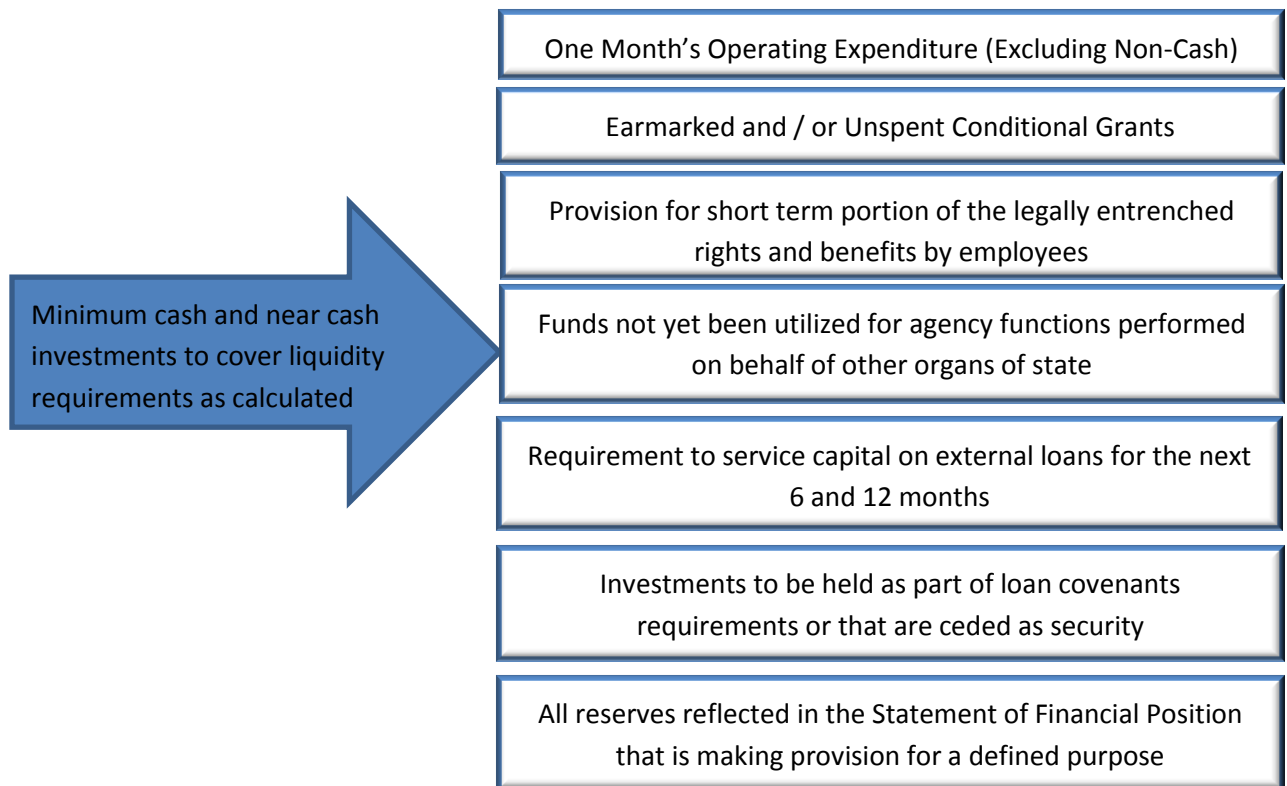 One Month’s Operating Expenditure (Excluding Non-Cash)
Earmarked and / or Unspent Conditional Grants
Provision for short term portion of the legally entrenched
rights and benefits by employees
Minimum cash and near cash
investments to cover liquidity
requirements as calculated
Funds not yet been utilized for agency functions performed
on behalf of other organs of state
Requirement to service capital on external loans for the next
6 and 12 months
Investments to be held as part of loan covenants
requirements or that are ceded as security
All reserves reflected in the Statement of Financial Position
that is making provision for a defined purpose